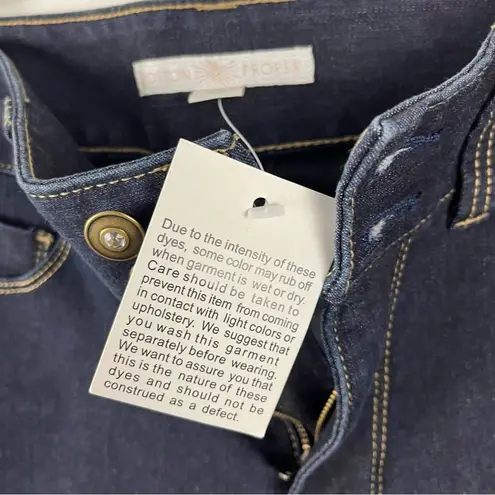 PROPER
Due to the intensity of these
dyes, some color may rub off
when garment is wet or dry.
Care should be taken to
prevent this item from coming
in contact with light colors or
upholstery. We suggest that
you wash this garment
separately before wearing.
We want to assure you that
this is the nature of these
dyes and should not be
construed as a defect.